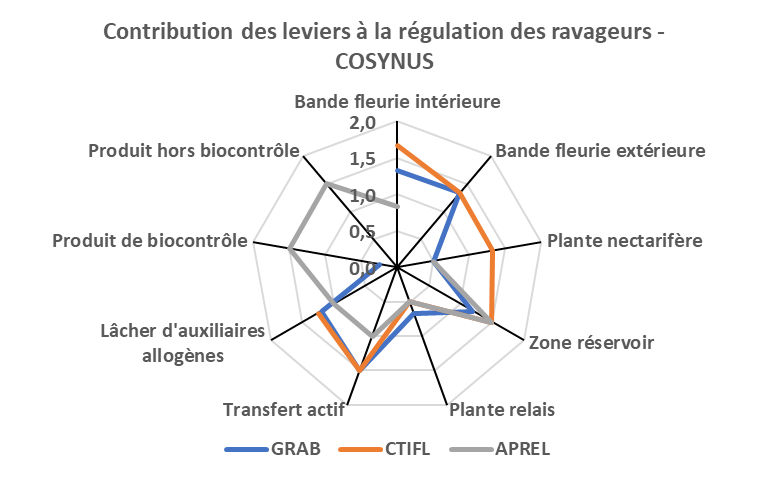 Contribution des leviers à la régulation des ravageurs -
COSYNUS
Bande fleurie intérieure
2,0
Produit hors biocontrôle
Bande fleurie extérieure
1,5
1,0
Produit de biocontrôle
Plante nectarifère
0,5
0,0
Lâcher d'auxiliaires
allogènes
Zone réservoir
Transfert actif
Plante relais
GRAB
CTIFL
APREL